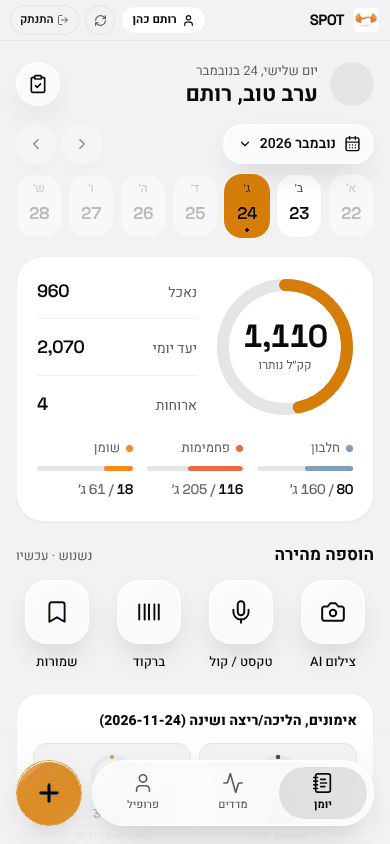 SPOT
רותם כהן
התנתק
יום שלישי, 24 בנובמבר
ערב טוב, רותם
נובמבר 2026
א׳ ב׳ ג׳ ד׳ ה׳ ו׳ ש׳
22 23 24 25 26 27 28
1,110
קק״ל נותרו
נאכל 960
יעד יומי 2,070
ארוחות 4
חלבון
80 / 160 ג׳
פחמימות
116 / 205 ג׳
שומן
18 / 61 ג׳
הוספה מהירה
נשנוש · עכשיו
צילום AI
טקסט / קול
ברקוד
שמורות
אימונים, הליכה/ריצה ושינה (2026-11-24)
יומן
מדדים
פרופיל